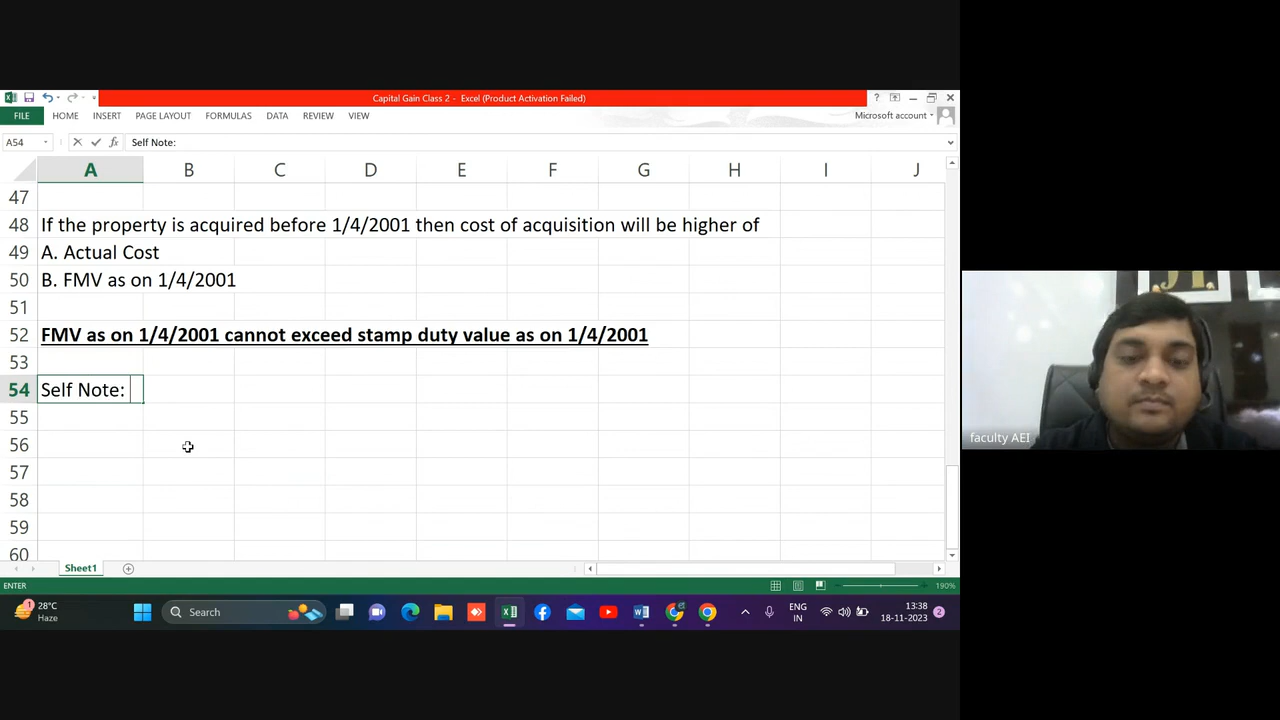 Capital Gain Class 2 - Excel (Product Activation Failed)
FILE HOME INSERT PAGE LAYOUT FORMULAS DATA REVIEW VIEW Microsoft account
A54 fx Self Note:
A B C D E F G H I J
47
48 If the property is acquired before 1/4/2001 then cost of acquisition will be higher of
49 A. Actual Cost
50 B. FMV as on 1/4/2001
51
52 FMV as on 1/4/2001 cannot exceed stamp duty value as on 1/4/2001
53
54 Self Note:
55
56
57
58
59
60
faculty AEI
Sheet1
ENTER 190%
1 28°C
Haze
Search
ENG
IN
13:38
18-11-2023
2